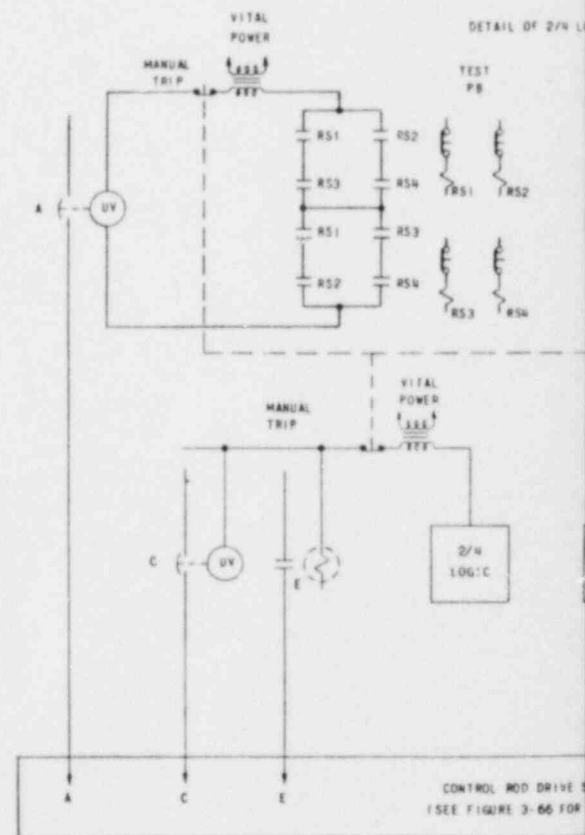 VITAL
POWER
DETAIL OF 2/4
MANUAL
TRIP
TEST
PB
RS1
RS2
RS3
RS4
RS1
RS2
A
UV
RS1
RS3
RS2
RS4
RS3
RS4
VITAL
POWER
MANUAL
TRIP
C
UV
E
2/4
LOGIC
CONTROL ROD DRIVE S
A
C
E
(SEE FIGURE 3-66 FOR